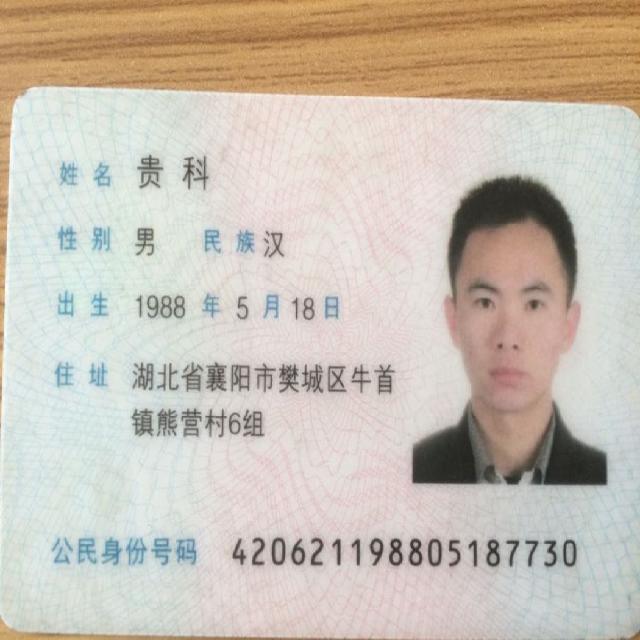 姓名 贵科
性别 男 民族 汉
出生 1988 年 5 月 18 日
住址 湖北省襄阳市樊城区牛首
镇熊营村6组
公民身份号码 420621198805187730